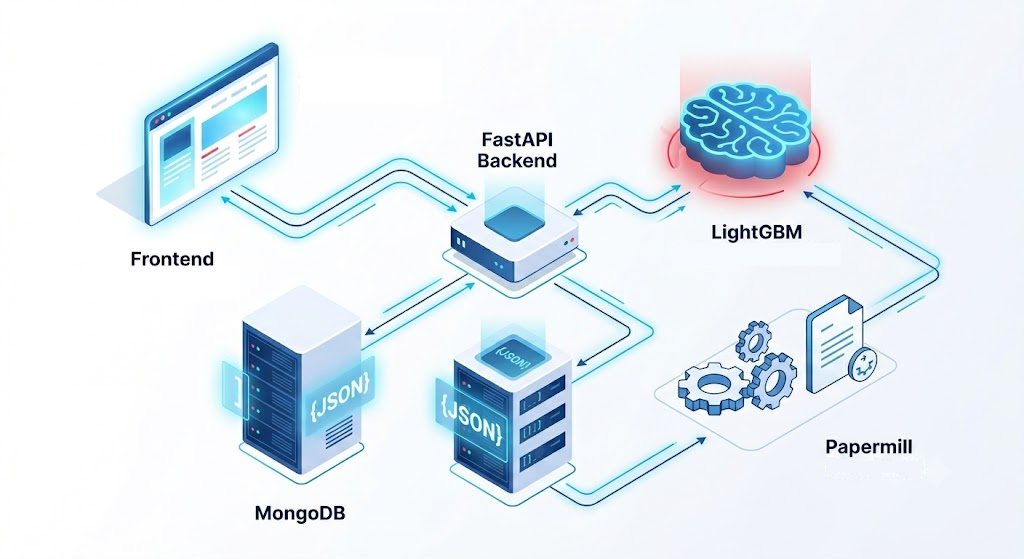 FastAPI
Backend
Frontend
LightGBM
{JSON}
]
{JSON}
{JSON}
[ ]
[ ]
[ ]
Papermill
MongoDB